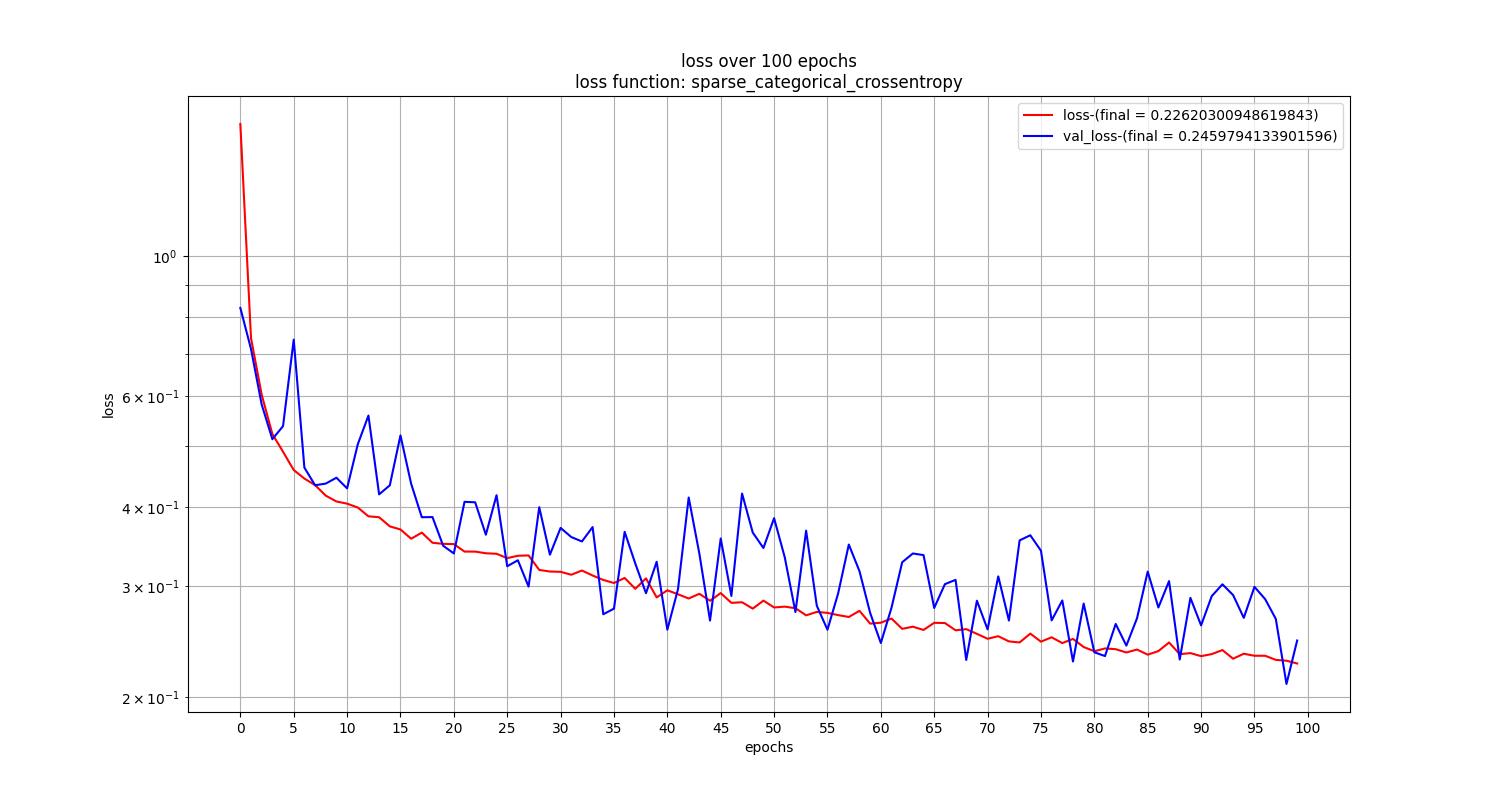 loss over 100 epochs
loss function: sparse_categorical_crossentropy
loss-(final = 0.22620300948619843)
val_loss-(final = 0.2459794133901596)
10⁰
6 × 10⁻¹
4 × 10⁻¹
3 × 10⁻¹
2 × 10⁻¹
loss
0 5 10 15 20 25 30 35 40 45 50 55 60 65 70 75 80 85 90 95 100
epochs